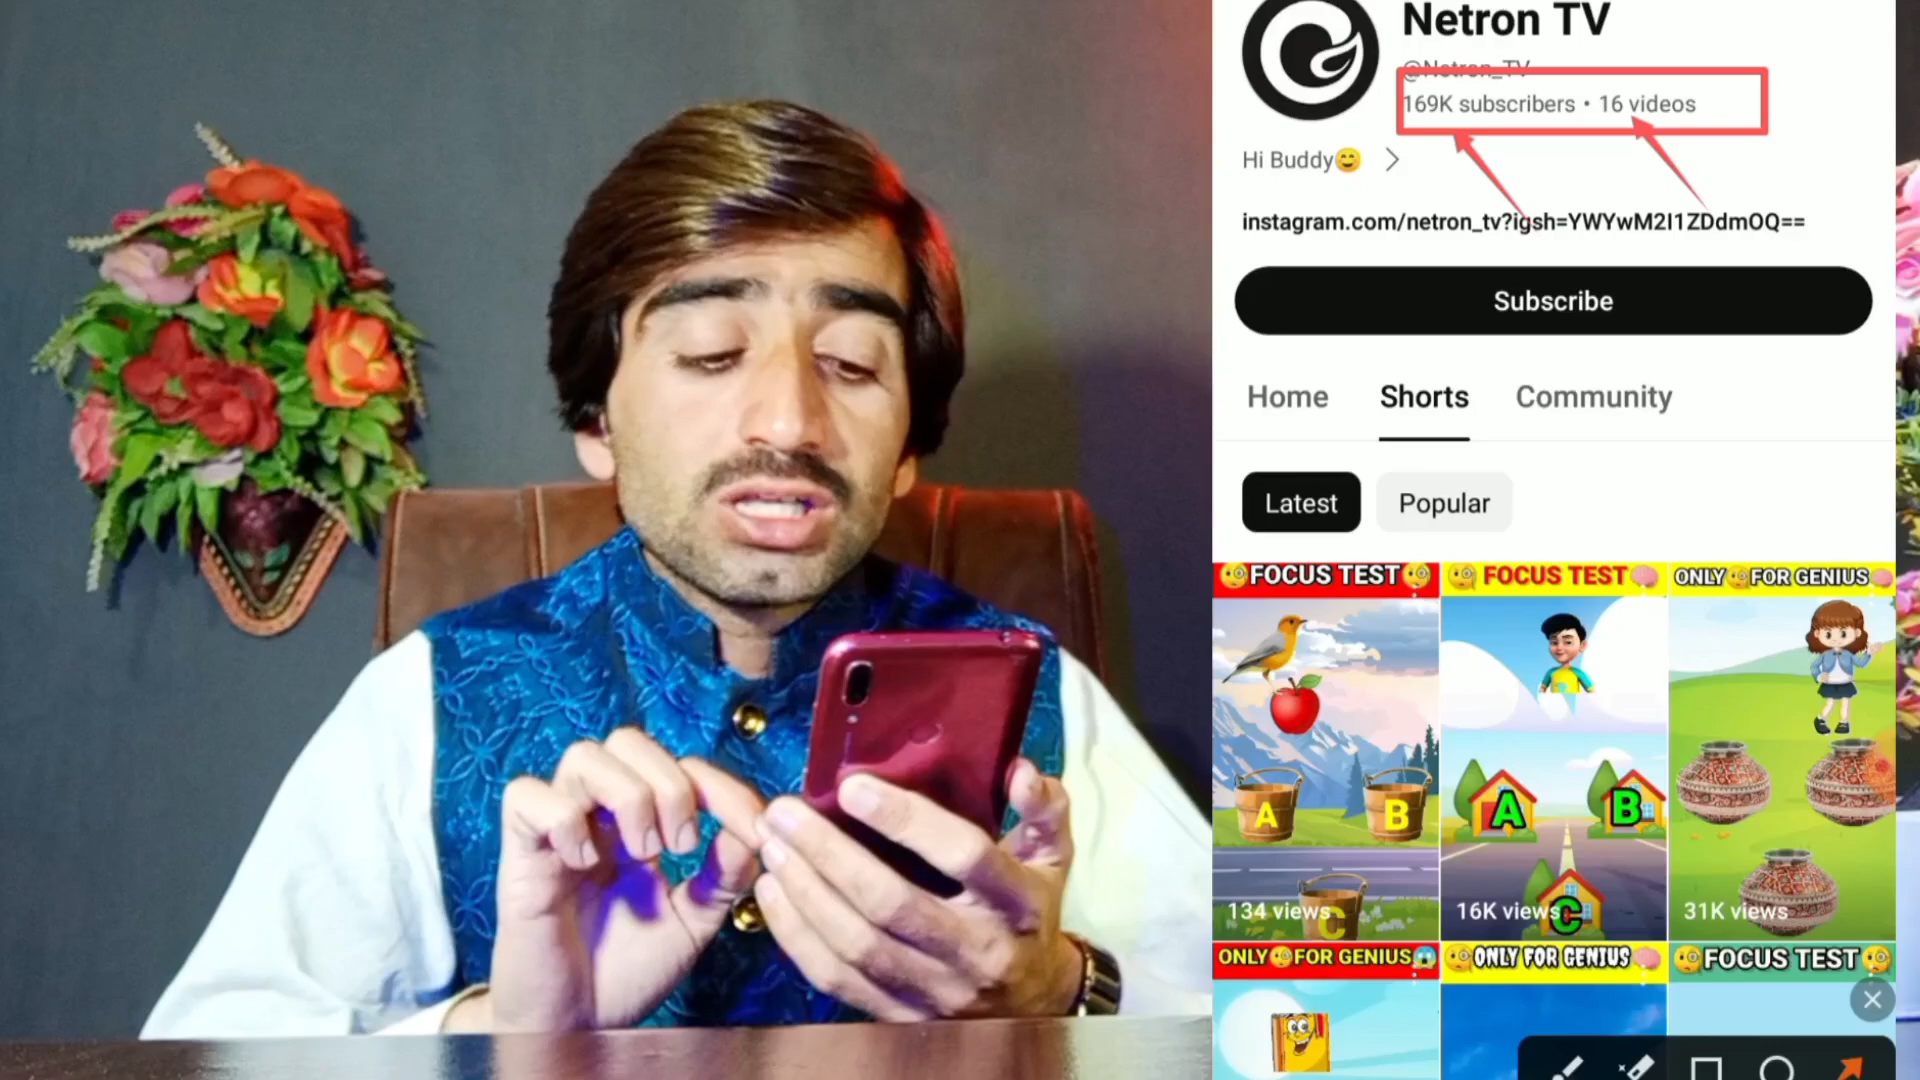 Netron TV
@Netron_TV
169K subscribers • 16 videos
Hi Buddy😊
instagram.com/netron_tv?igsh=YWYwM2I1ZDdmOQ==
Subscribe
Home Shorts Community
Latest Popular
FOCUS TEST
A
B
C
134 views
FOCUS TEST
A
B
C
16K views
ONLY FOR GENIUS
31K views
ONLY FOR GENIUS
ONLY FOR GENIUS
FOCUS TEST